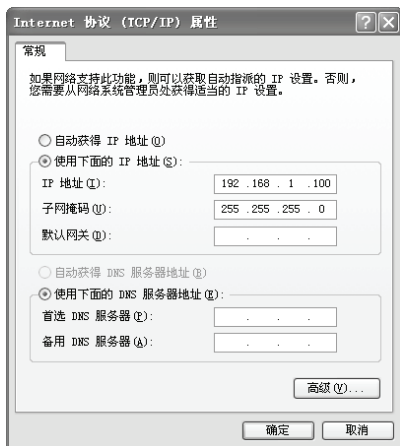 Internet 协议 (TCP/IP) 属性
常规
如果网络支持此功能，则可以获取自动指派的 IP 设置。否则，
您需要从网络系统管理员处获得适当的 IP 设置。
自动获得 IP 地址(O)
使用下面的 IP 地址(S):
IP 地址(I): 192 .168 . 1 .100
子网掩码(U): 255 .255 .255 . 0
默认网关(D): . . .
自动获得 DNS 服务器地址(B)
使用下面的 DNS 服务器地址(E):
首选 DNS 服务器(P): . . .
备用 DNS 服务器(A): . . .
高级(V)...
确定 取消